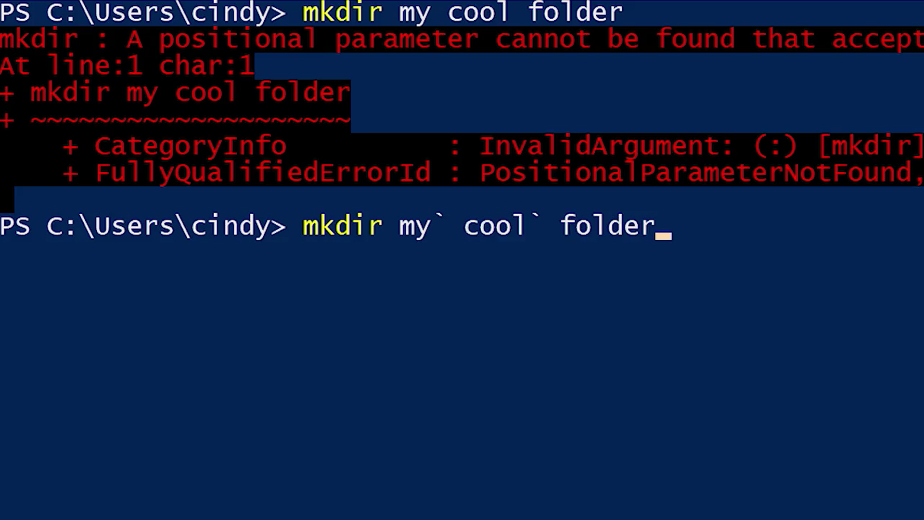 PS C:\Users\cindy> mkdir my cool folder
mkdir : A positional parameter cannot be found that accept
At line:1 char:1
+ mkdir my cool folder
+ ~~~~~~~~~~~~~~~~~~~~
    + CategoryInfo          : InvalidArgument: (:) [mkdir]
    + FullyQualifiedErrorId : PositionalParameterNotFound,
PS C:\Users\cindy> mkdir my` cool` folder_